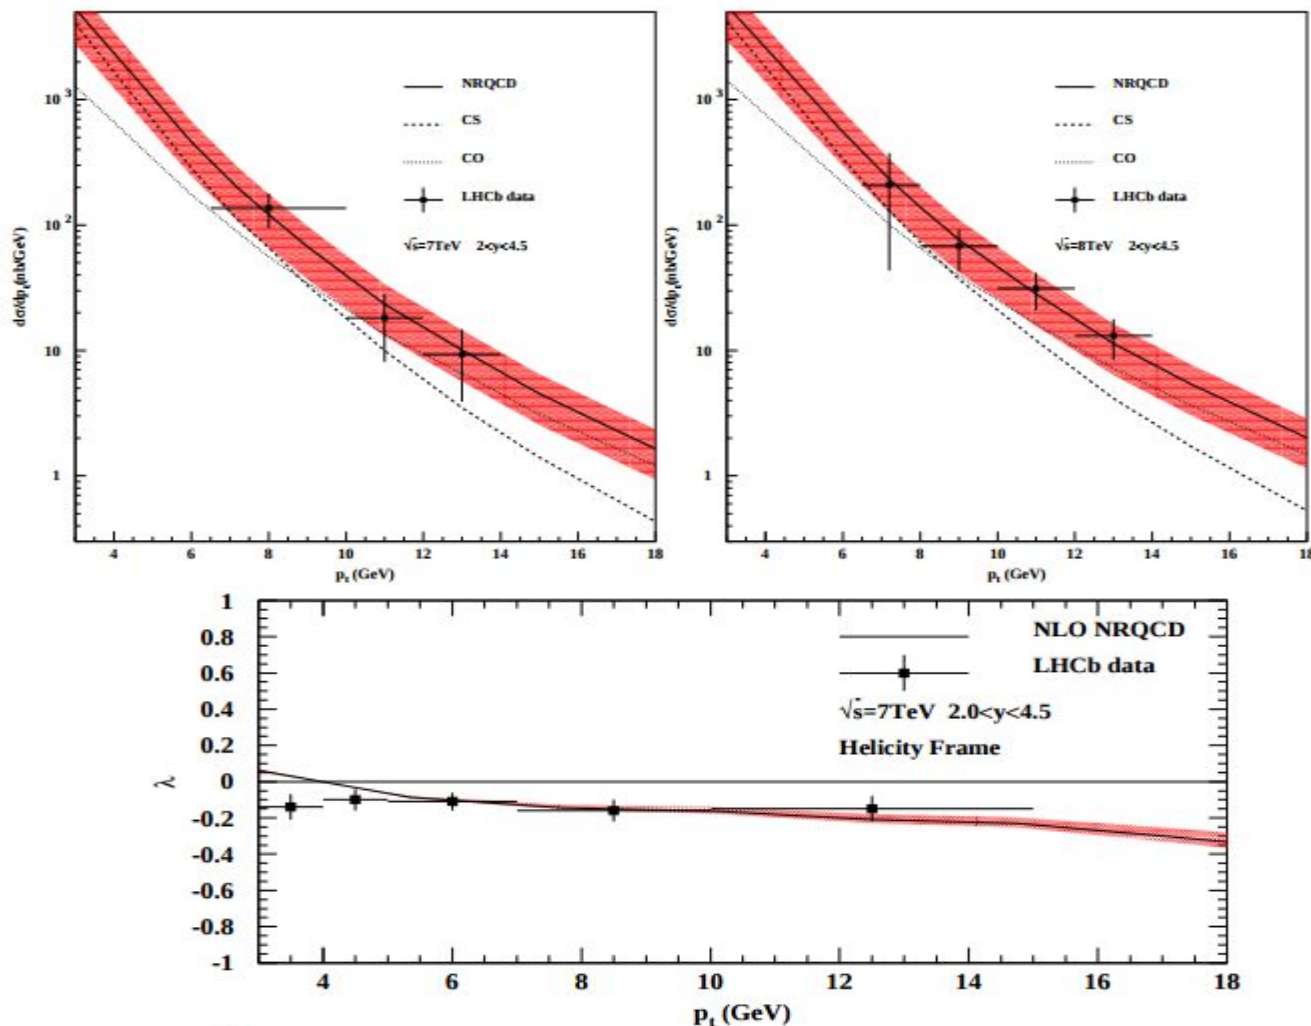 dσ/dpₜ(nb/GeV)
10³
10²
10
1
NRQCD
CS
CO
LHCb data
√s=7TeV 2<y<4.5
4 6 8 10 12 14 16 18
pₜ (GeV)
dσ/dpₜ(nb/GeV)
10³
10²
10
1
NRQCD
CS
CO
LHCb data
√s=8TeV 2<y<4.5
4 6 8 10 12 14 16 18
pₜ (GeV)
λ
1
0.8
0.6
0.4
0.2
0
-0.2
-0.4
-0.6
-0.8
-1
NLO NRQCD
LHCb data
√s=7TeV 2.0<y<4.5
Helicity Frame
4 6 8 10 12 14 16 18
pₜ (GeV)